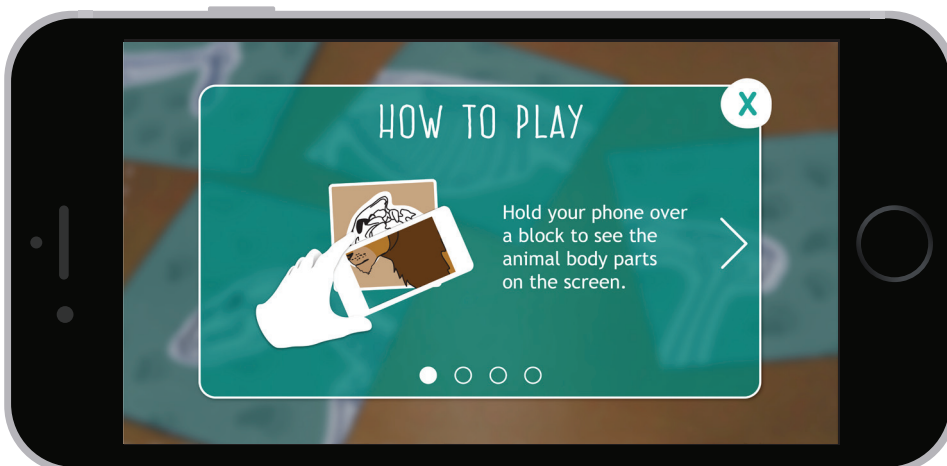 HOW TO PLAY
X
Hold your phone over
a block to see the
animal body parts
on the screen.